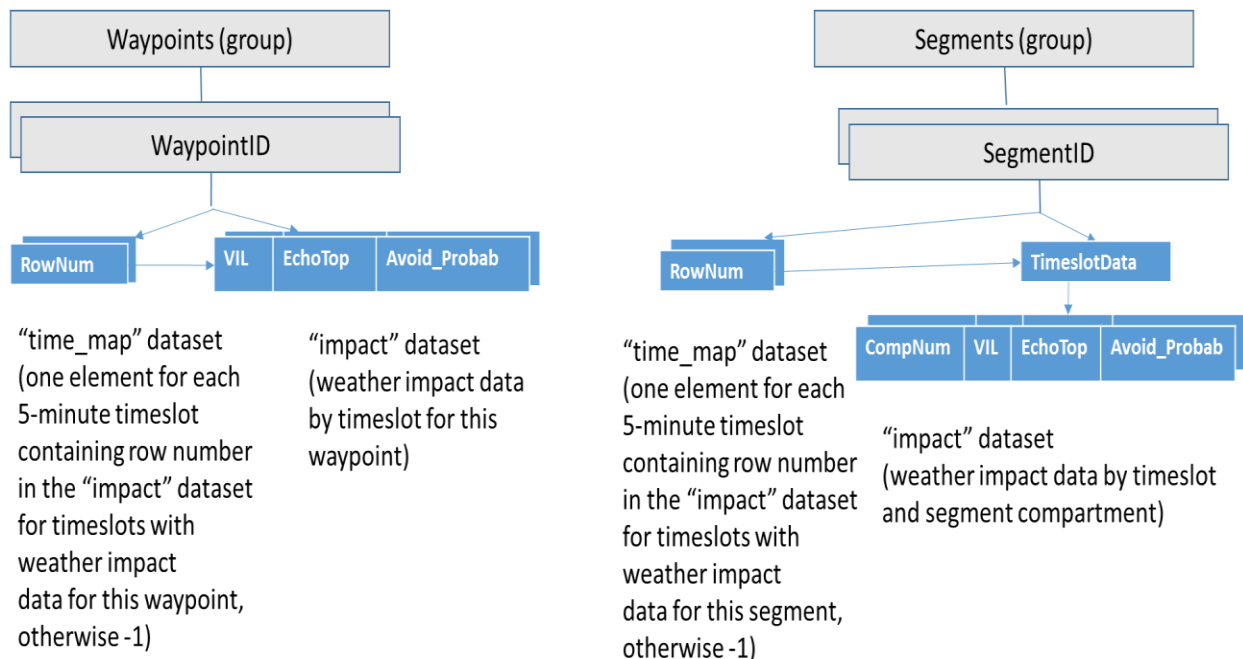 Waypoints (group)
WaypointID
RowNum
VIL EchoTop Avoid_Probab
“time_map” dataset
(one element for each
5-minute timeslot
containing row number
in the “impact” dataset
for timeslots with
weather impact
data for this waypoint,
otherwise -1)
“impact” dataset
(weather impact data
by timeslot for this
waypoint)
Segments (group)
SegmentID
RowNum
TimeslotData
CompNum VIL EchoTop Avoid_Probab
“time_map” dataset
(one element for each
5-minute timeslot
containing row number
in the “impact” dataset
for timeslots with
weather impact
data for this segment,
otherwise -1)
“impact” dataset
(weather impact data by timeslot
and segment compartment)